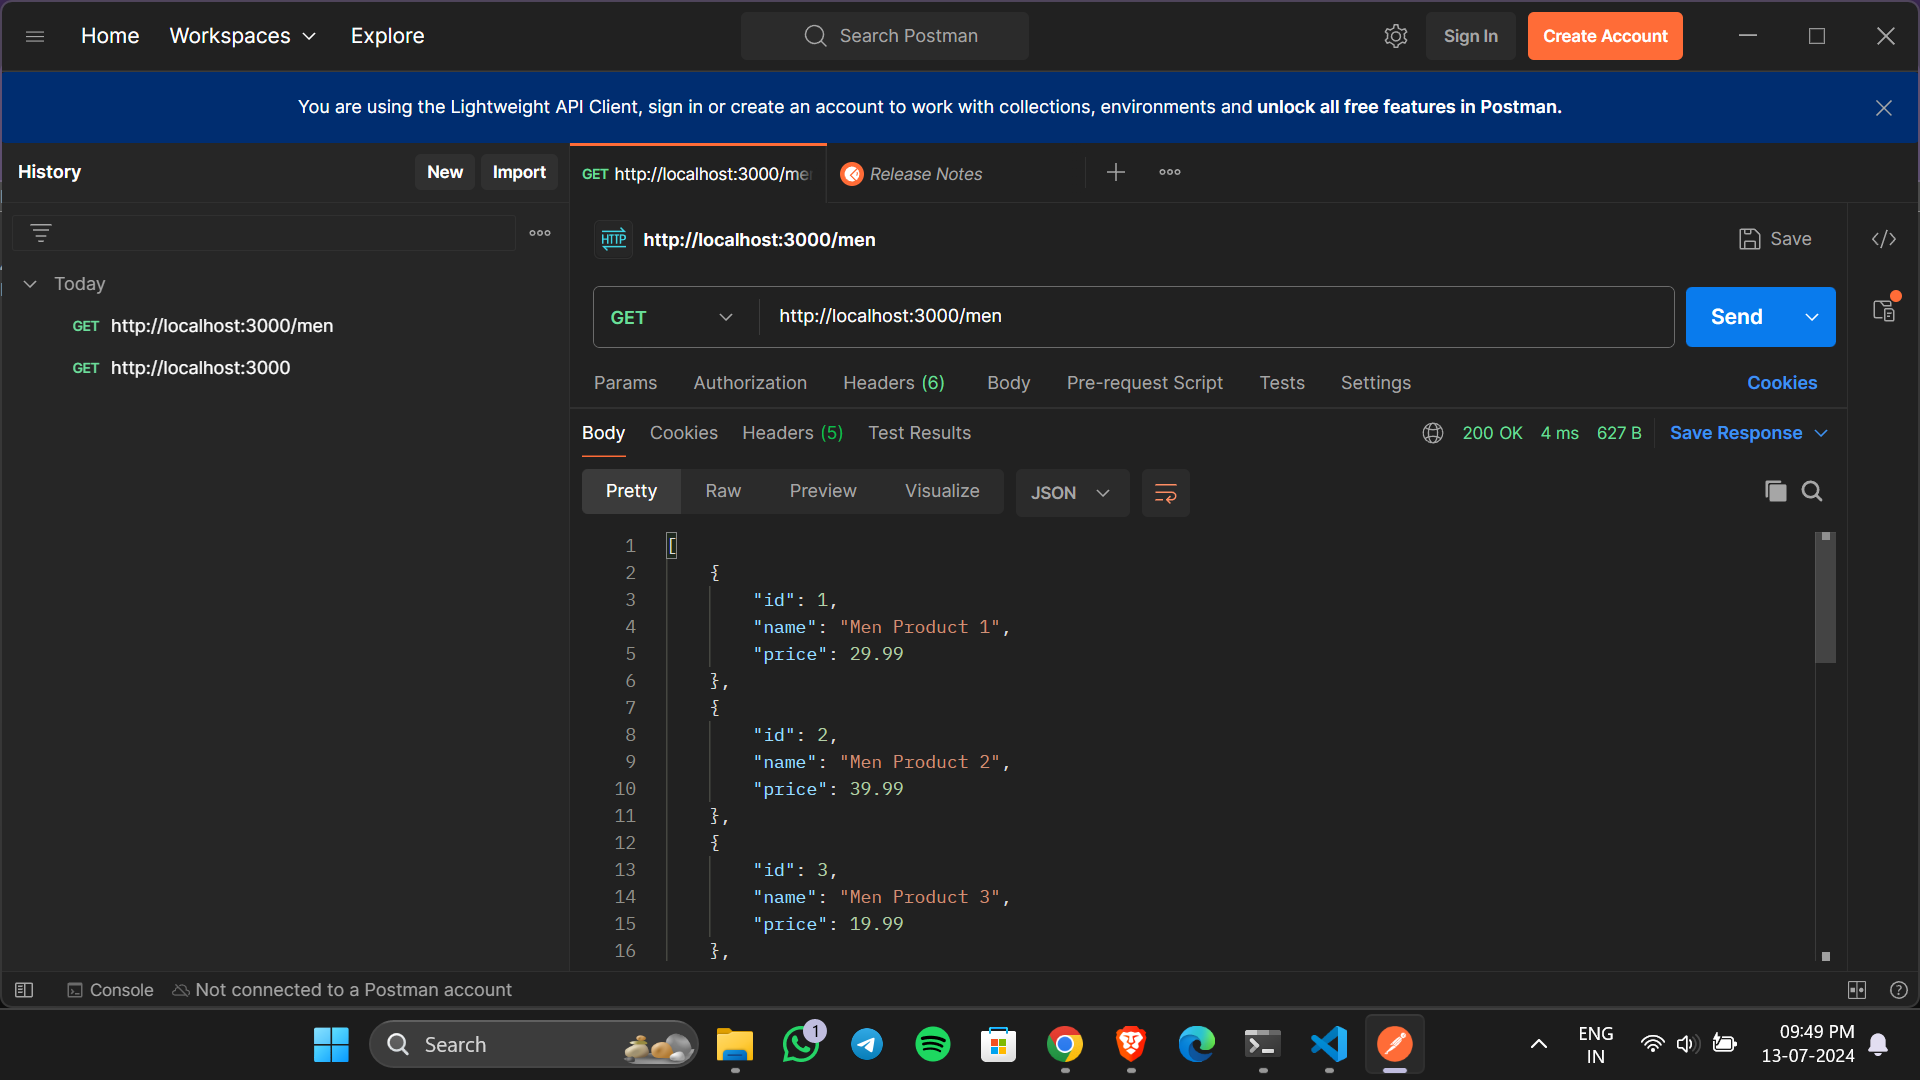 Home Workspaces Explore Search Postman Sign In Create Account
You are using the Lightweight API Client, sign in or create an account to work with collections, environments and unlock all free features in Postman.
History New Import
GET http://localhost:3000/me Release Notes
HTTP http://localhost:3000/men Save
Today
GET http://localhost:3000/men
GET http://localhost:3000
GET http://localhost:3000/men Send
Params Authorization Headers (6) Body Pre-request Script Tests Settings Cookies
Body Cookies Headers (5) Test Results 200 OK 4 ms 627 B Save Response
Pretty Raw Preview Visualize JSON
1 [
2 {
3 "id": 1,
4 "name": "Men Product 1",
5 "price": 29.99
6 },
7 {
8 "id": 2,
9 "name": "Men Product 2",
10 "price": 39.99
11 },
12 {
13 "id": 3,
14 "name": "Men Product 3",
15 "price": 19.99
16 },
Console Not connected to a Postman account
Search 1 ENG 09:49 PM
IN 13-07-2024